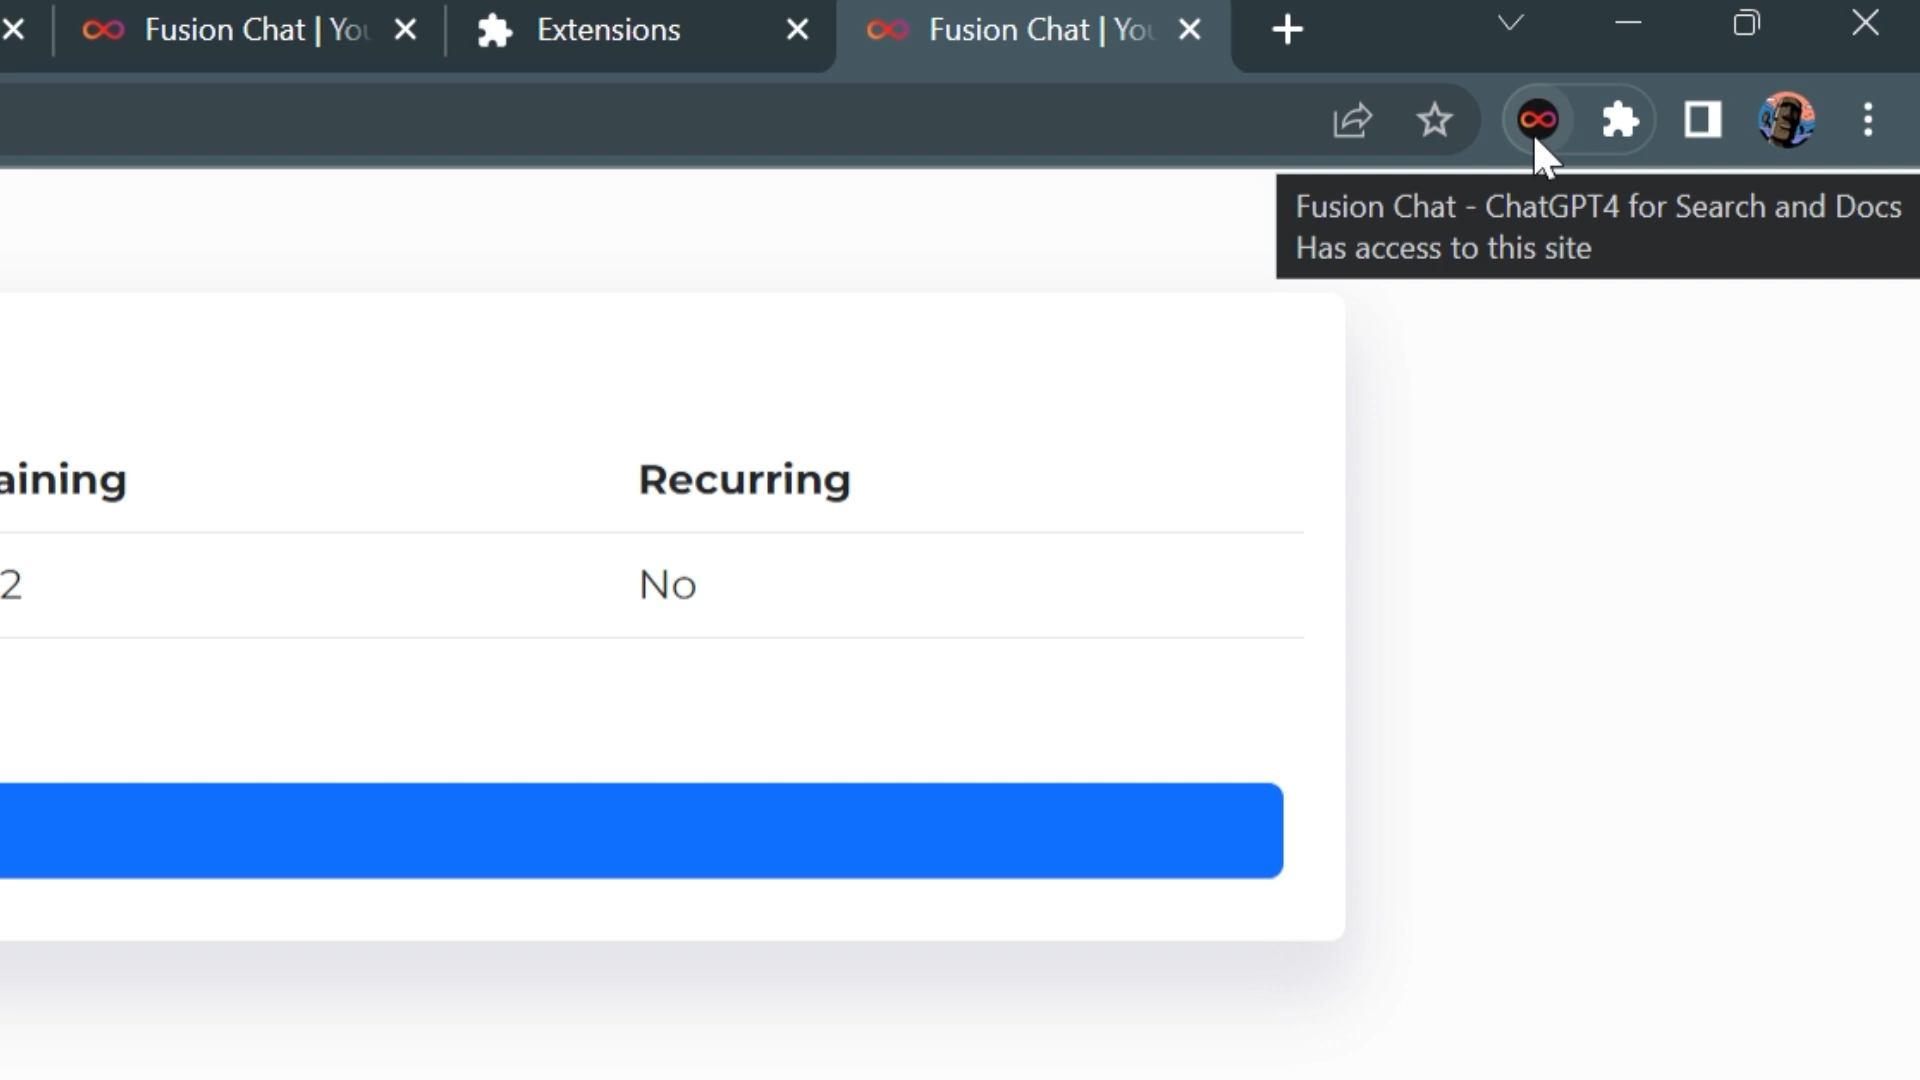 Fusion Chat | You
Extensions
Fusion Chat | You
Fusion Chat - ChatGPT4 for Search and Docs
Has access to this site
aining
Recurring
2
No